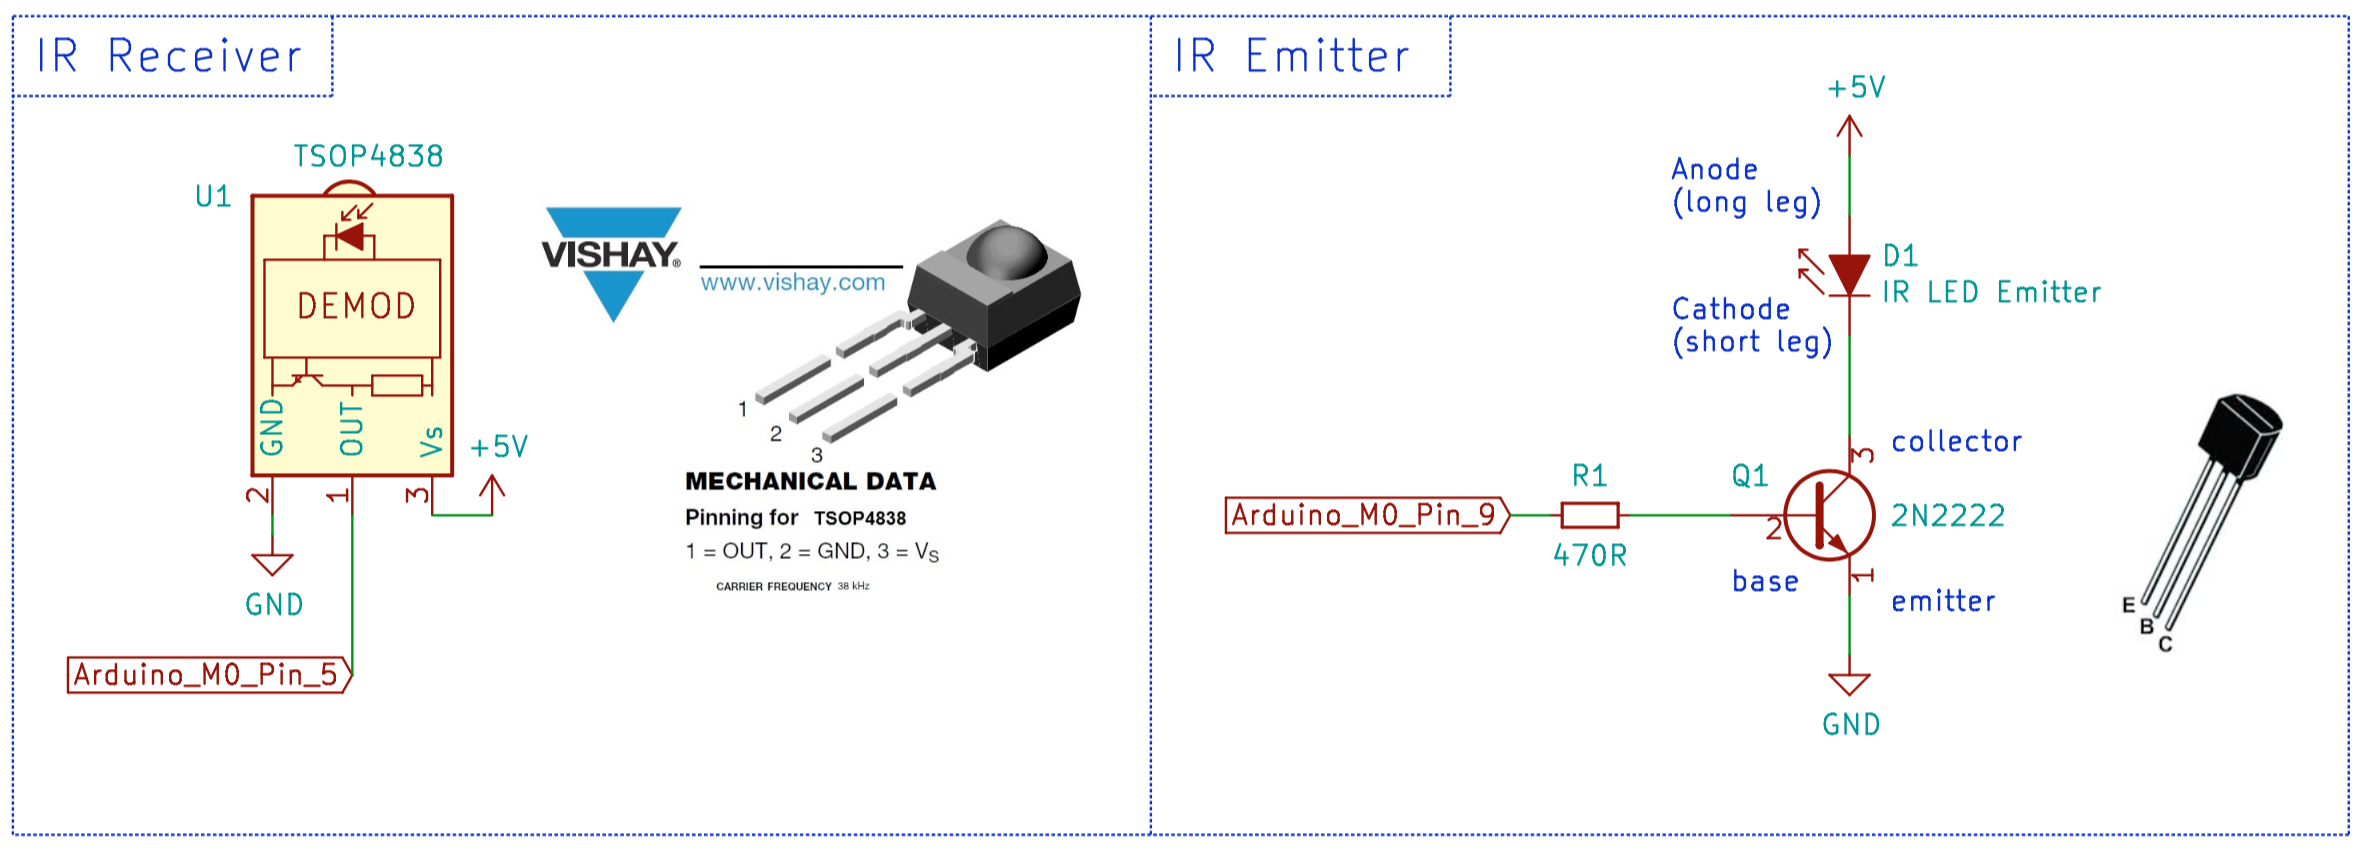 IR Receiver
TSOP4838
U1
DEMOD
GND
OUT
Vs
+5V
2
1
3
GND
Arduino_M0_Pin_5
VISHAY®
www.vishay.com
1
2
3
MECHANICAL DATA
Pinning for TSOP4838
1 = OUT, 2 = GND, 3 = VS
CARRIER FREQUENCY 38 kHz
IR Emitter
+5V
Anode
(long leg)
D1
IR LED Emitter
Cathode
(short leg)
collector
3
R1
Q1
Arduino_M0_Pin_9
2
2N2222
470R
base
1
emitter
GND
E
B
C